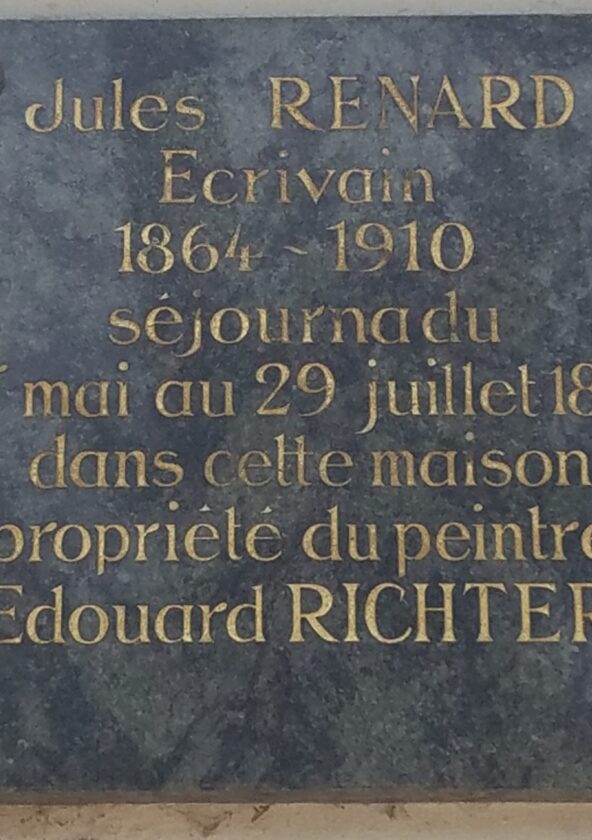 Jules RENARD
Ecrivain
1864 - 1910
séjourna du
mai au 29 juillet 18
dans cette maison
propriété du peintre
Edouard RICHTER